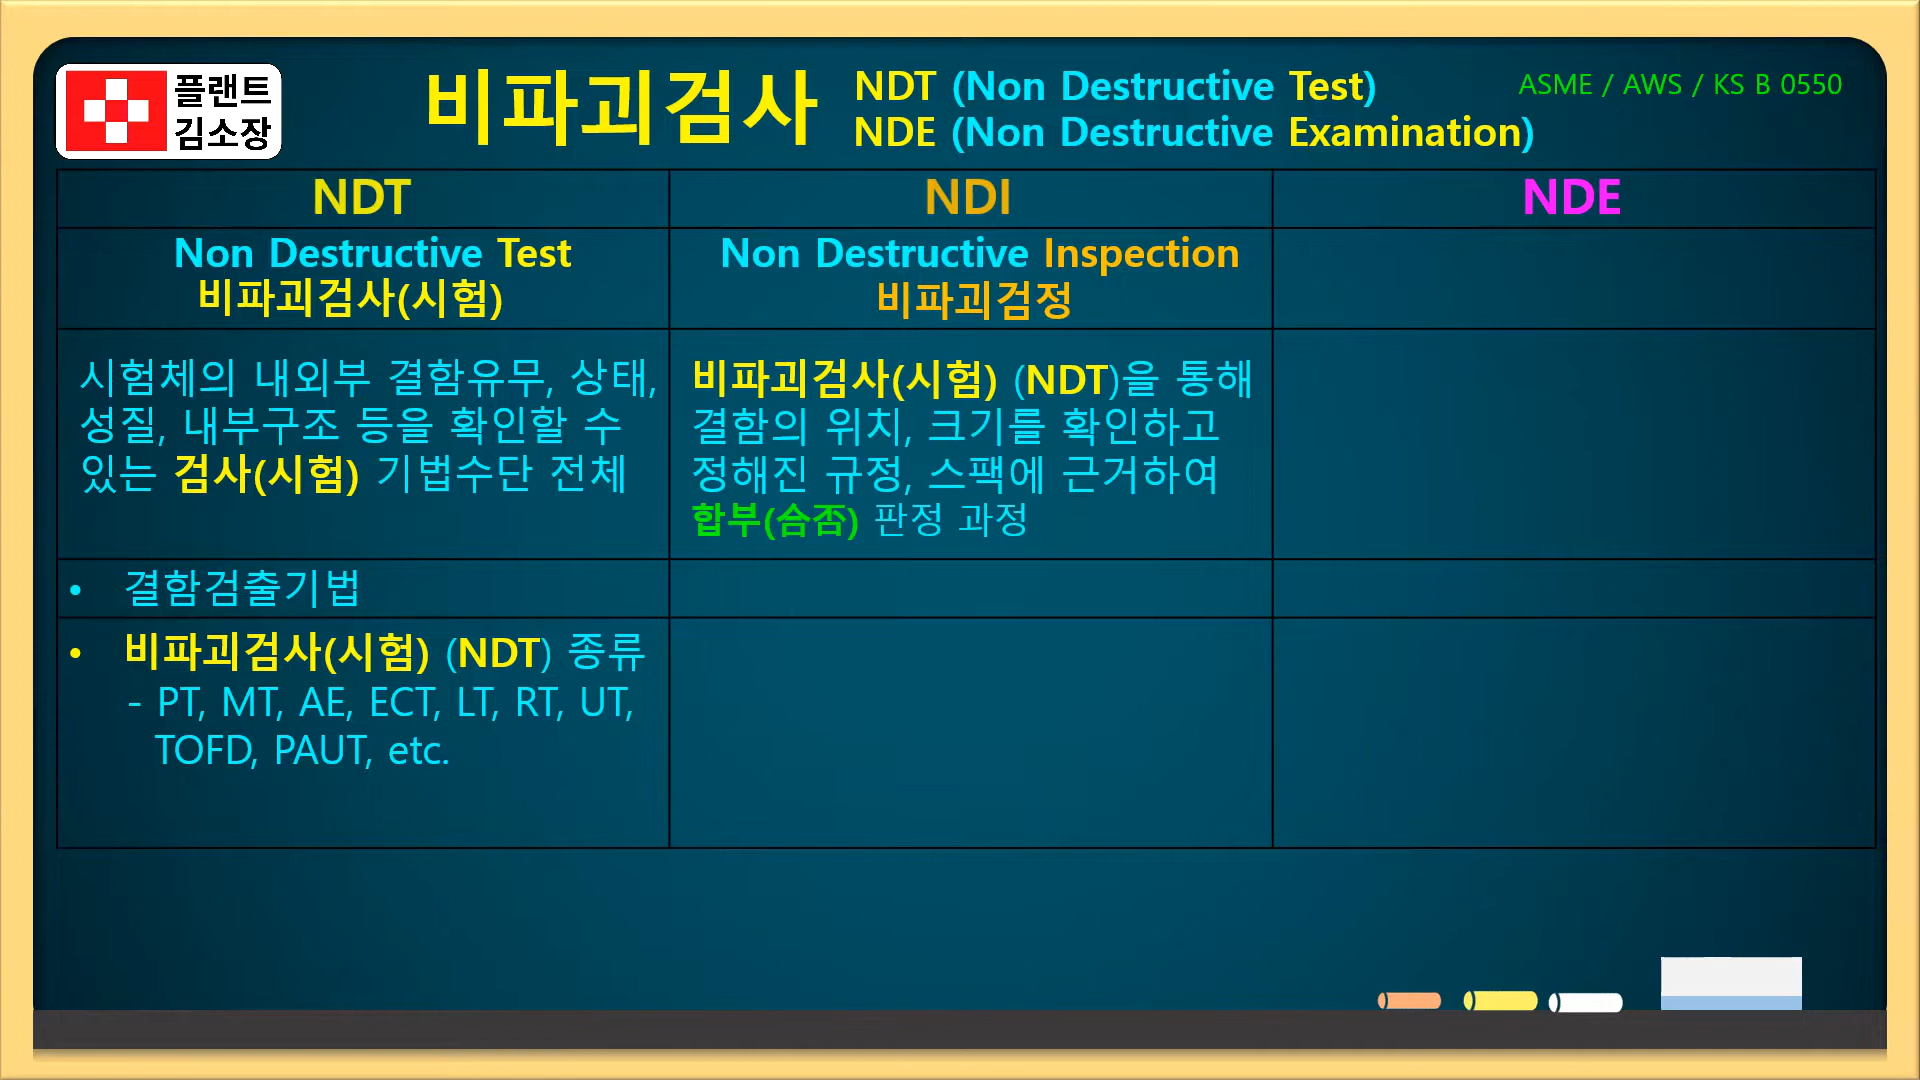 플랜트
김소장
비파괴검사
NDT (Non Destructive Test)
NDE (Non Destructive Examination)
ASME / AWS / KS B 0550
NDT
NDI
NDE
Non Destructive Test
비파괴검사(시험)
Non Destructive Inspection
비파괴검정
시험체의 내외부 결함유무, 상태,
성질, 내부구조 등을 확인할 수
있는 검사(시험) 기법수단 전체
비파괴검사(시험) (NDT)을 통해
결함의 위치, 크기를 확인하고
정해진 규정, 스팩에 근거하여
합부(合否) 판정 과정
• 결함검출기법
• 비파괴검사(시험) (NDT) 종류
- PT, MT, AE, ECT, LT, RT, UT,
TOFD, PAUT, etc.